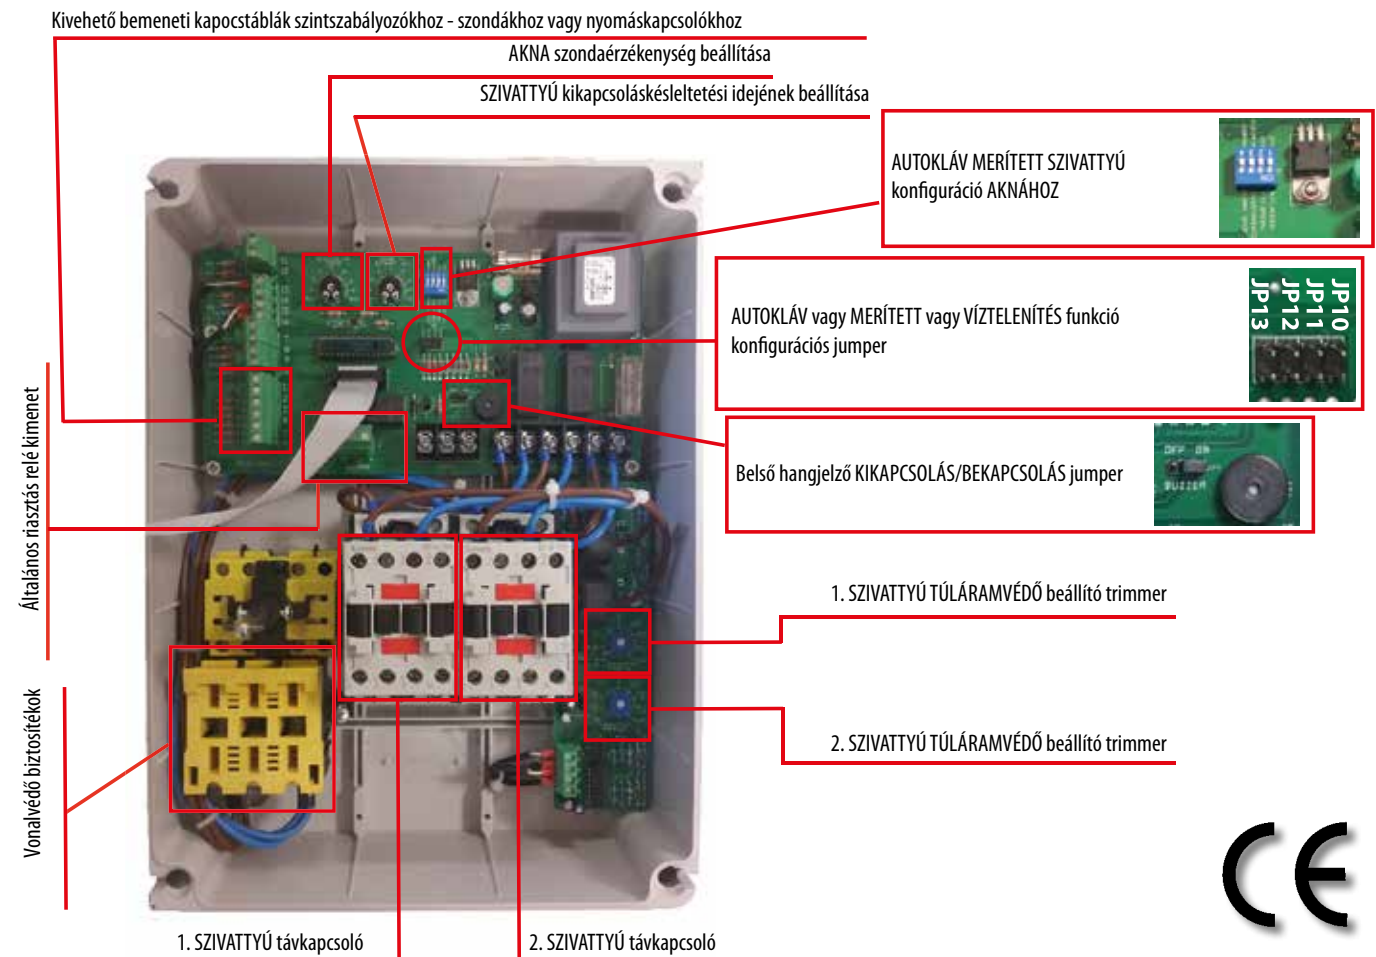 Kivehető bemeneti kapocstáblák szintszabályozókhoz - szondákhoz vagy nyomáskapcsolókhoz
AKNA szondaérzékenység beállítása
SZIVATTYÚ kikapcsoláskésleltetési idejének beállítása
AUTOKLÁV MERÍTETT SZIVATTYÚ
konfiguráció AKNÁHOZ
AUTOKLÁV vagy MERÍTETT vagy VÍZTELENÍTÉS funkció
konfigurációs jumper
JP10
JP11
JP12
JP13
Belső hangjelző KIKAPCSOLÁS/BEKAPCSOLÁS jumper
OFF ON
BUZZER
Általános riasztás relé kimenet
1. SZIVATTYÚ TÚLÁRAMVÉDŐ beállító trimmer
2. SZIVATTYÚ TÚLÁRAMVÉDŐ beállító trimmer
Vonalvédő biztosítékok
1. SZIVATTYÚ távkapcsoló
2. SZIVATTYÚ távkapcsoló
CE